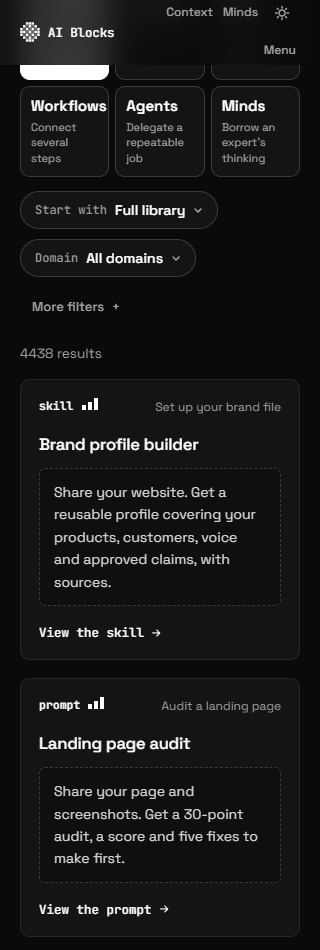 Context Minds
AI Blocks
Menu
Workflows Agents Minds
Connect several steps
Delegate a repeatable job
Borrow an expert's thinking
Start with Full library
Domain All domains
More filters +
4438 results
skill Set up your brand file
Brand profile builder
Share your website. Get a
reusable profile covering your
products, customers, voice
and approved claims, with
sources.
View the skill →
prompt Audit a landing page
Landing page audit
Share your page and
screenshots. Get a 30-point
audit, a score and five fixes to
make first.
View the prompt →